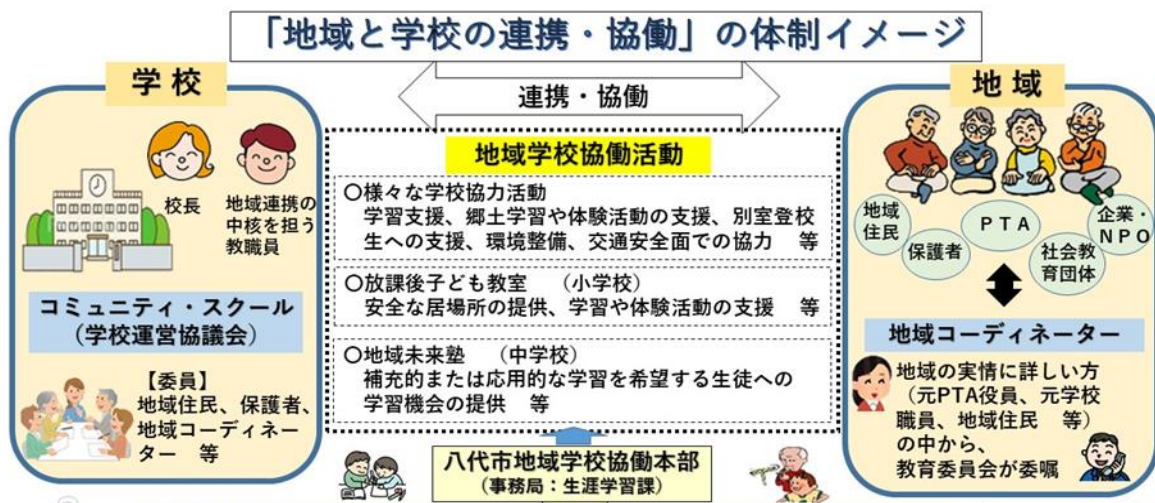 「地域と学校の連携・協働」の体制イメージ
学校
校長
地域連携の
中核を担う
教職員
コミュニティ・スクール
（学校運営協議会）
【委員】
地域住民、保護者、
地域コーディネー
ター　等
連携・協働
地域学校協働活動
〇様々な学校協力活動
学習支援、郷土学習や体験活動の支援、別室登校
生への支援、環境整備、交通安全面での協力　等
〇放課後子ども教室　（小学校）
安全な居場所の提供、学習や体験活動の支援　等
〇地域未来塾　（中学校）
補充的または応用的な学習を希望する生徒への
学習機会の提供　等
八代市地域学校協働本部
（事務局：生涯学習課）
地域
地域
住民
保護者
ＰＴＡ
社会教
育団体
企業・
ＮＰＯ
地域コーディネーター
地域の実情に詳しい方
（元PTA役員、元学校
職員、地域住民　等）
の中から、
教育委員会が委嘱